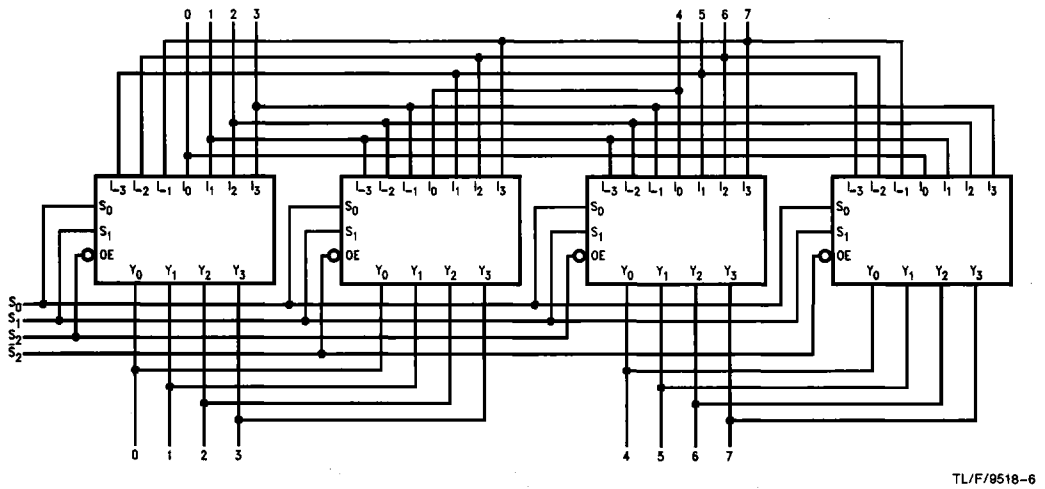 0 1 2 3 4 5 6 7
I₋₃ I₋₂ I₋₁ I₀ I₁ I₂ I₃ I₋₃ I₋₂ I₋₁ I₀ I₁ I₂ I₃ I₋₃ I₋₂ I₋₁ I₀ I₁ I₂ I₃ I₋₃ I₋₂ I₋₁ I₀ I₁ I₂ I₃
S₀ S₀ S₀ S₀
S₁ S₁ S₁ S₁
OE OE OE OE
Y₀ Y₁ Y₂ Y₃ Y₀ Y₁ Y₂ Y₃ Y₀ Y₁ Y₂ Y₃ Y₀ Y₁ Y₂ Y₃
S₀
S₁
S₂
S̅₂
0 1 2 3 4 5 6 7
TL/F/9518-6